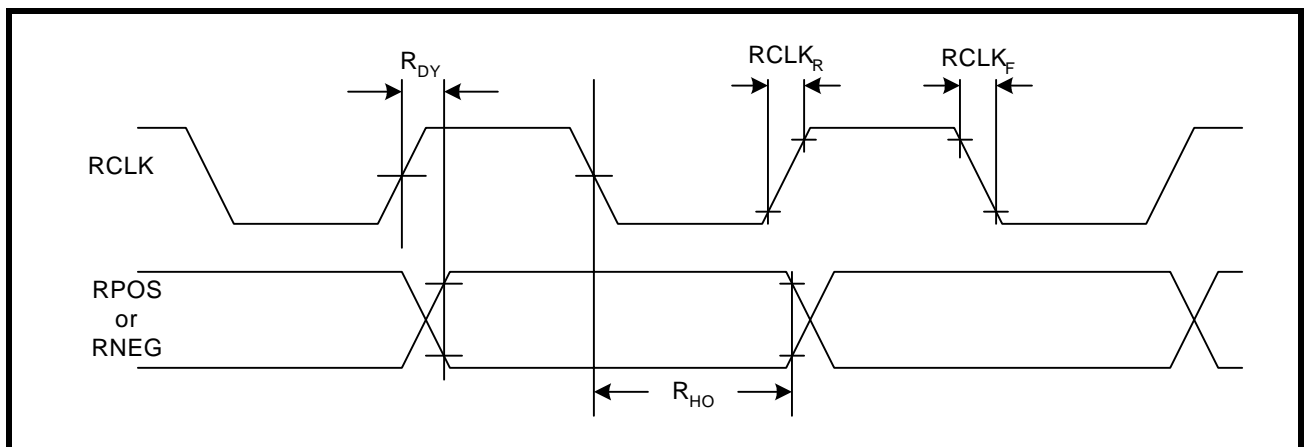 R_DY
RCLK_R
RCLK_F
RCLK
RPOS
or
RNEG
R_HO